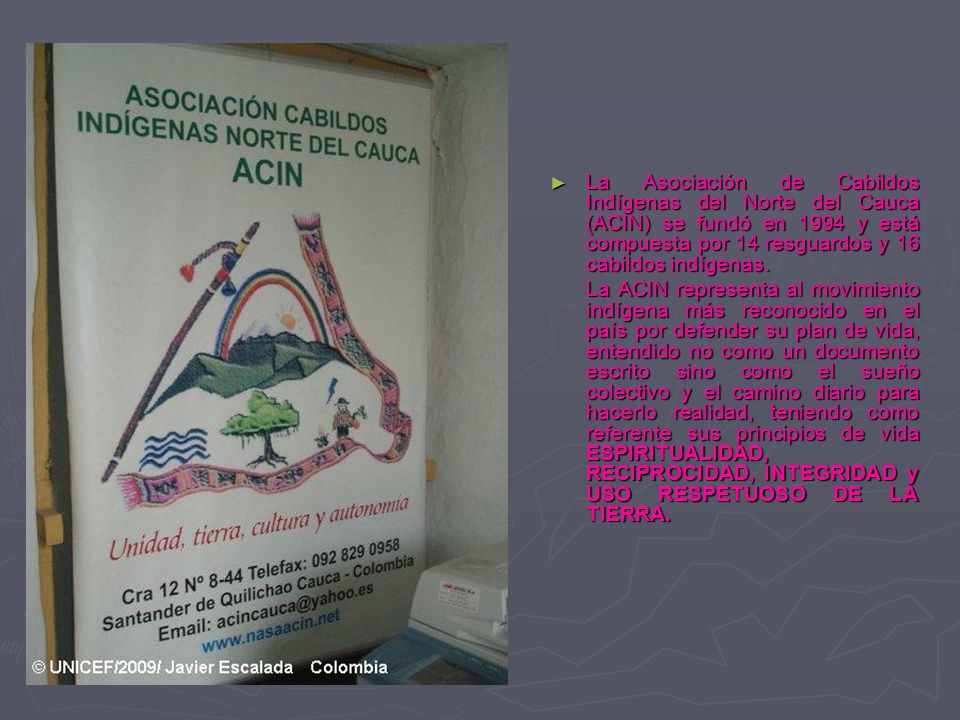 ASOCIACIÓN CABILDOS
INDÍGENAS NORTE DEL CAUCA
ACIN
Unidad, tierra, cultura y autonomía
Cra 12 Nº 8-44 Telefax: 092 829 0958
Santander de Quilichao Cauca - Colombia
Email: acincauca@yahoo.es
www.nasaacin.net
© UNICEF/2009/ Javier Escalada Colombia
► La Asociación de Cabildos
Indígenas del Norte del Cauca
(ACIN) se fundó en 1994 y está
compuesta por 14 resguardos y 16
cabildos indígenas.
La ACIN representa al movimiento
indígena más reconocido en el
país por defender su plan de vida,
entendido no como un documento
escrito sino como el sueño
colectivo y el camino diario para
hacerlo realidad, teniendo como
referente sus principios de vida
ESPIRITUALIDAD,
RECIPROCIDAD, INTEGRIDAD y
USO RESPETUOSO DE LA
TIERRA.